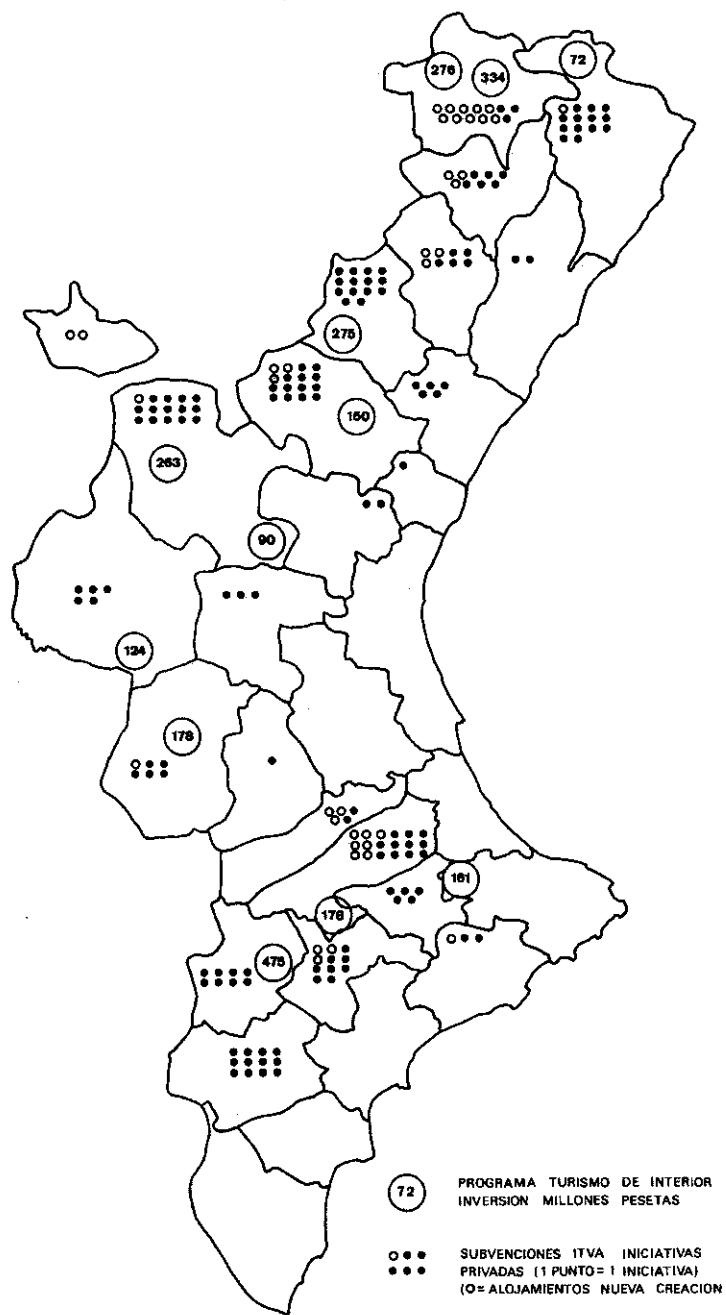 276
334
72
275
150
263
90
124
178
161
176
475
72 PROGRAMA TURISMO DE INTERIOR
INVERSION MILLONES PESETAS
SUBVENCIONES ITVA INICIATIVAS
PRIVADAS (1 PUNTO = 1 INICIATIVA)
(O = ALOJAMIENTOS NUEVA CREACION